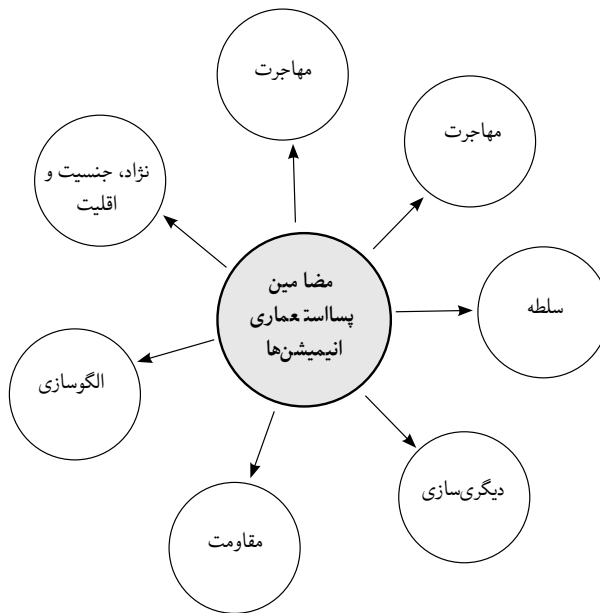 مهاجرت
مهاجرت
نژاد، جنسیت و
اقلیت
سلطه
مضامین
پسااستعماری
انیمیشن‌ها
الگوسازی
دیگری‌سازی
مقاومت